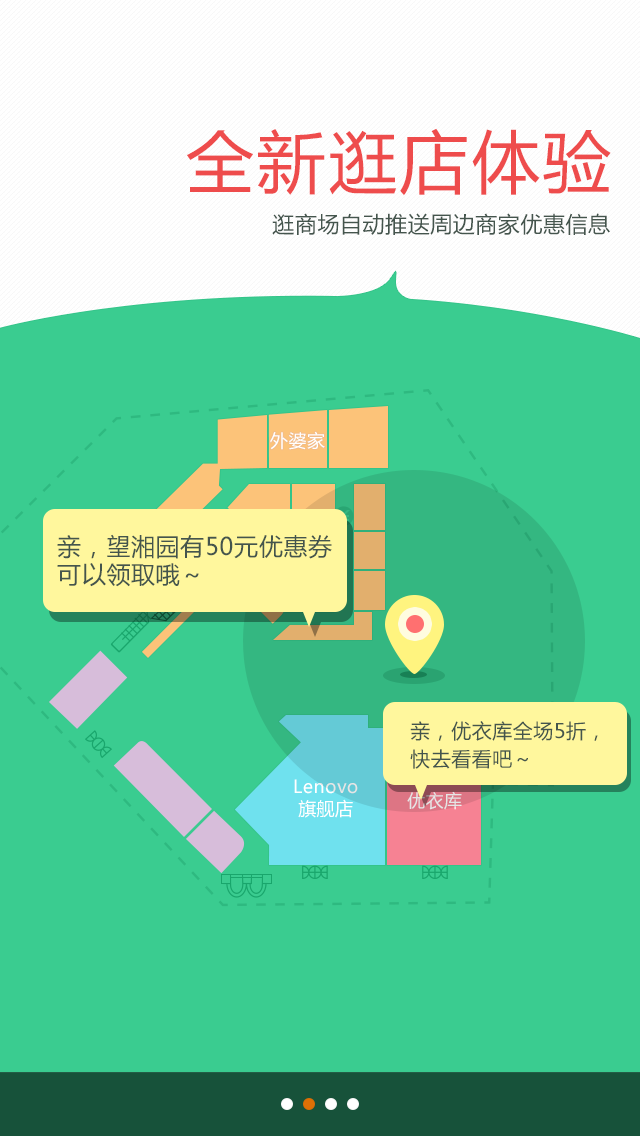 全新逛店体验
逛商场自动推送周边商家优惠信息
外婆家
亲，望湘园有50元优惠券
可以领取哦～
亲，优衣库全场5折，
快去看看吧～
Lenovo
旗舰店
优衣库